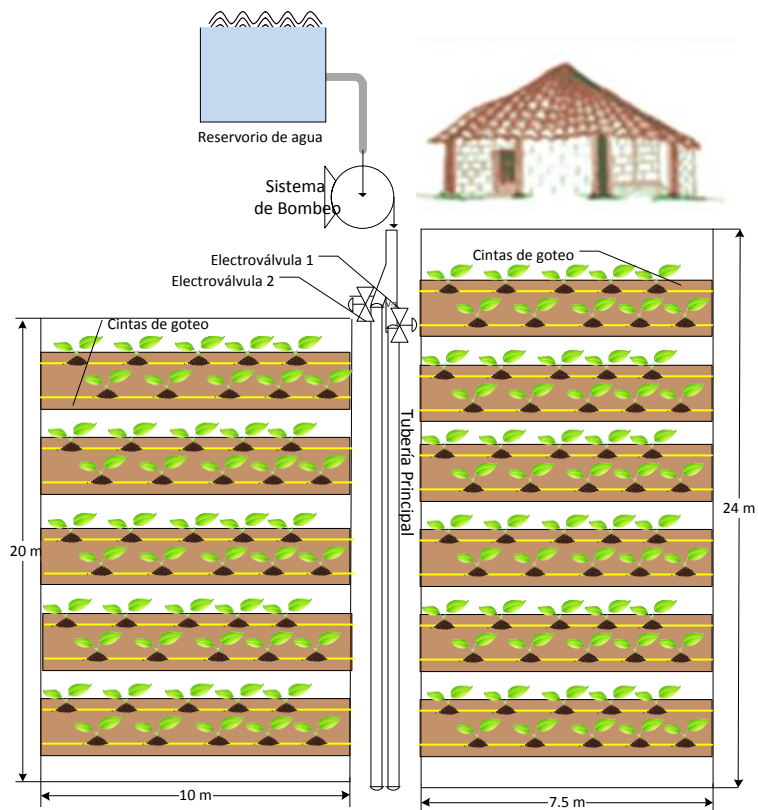 Reservorio de agua
Sistema
de Bombeo
Electroválvula 1
Electroválvula 2
Cintas de goteo
Cintas de goteo
Tubería Principal
20 m
24 m
10 m
7.5 m